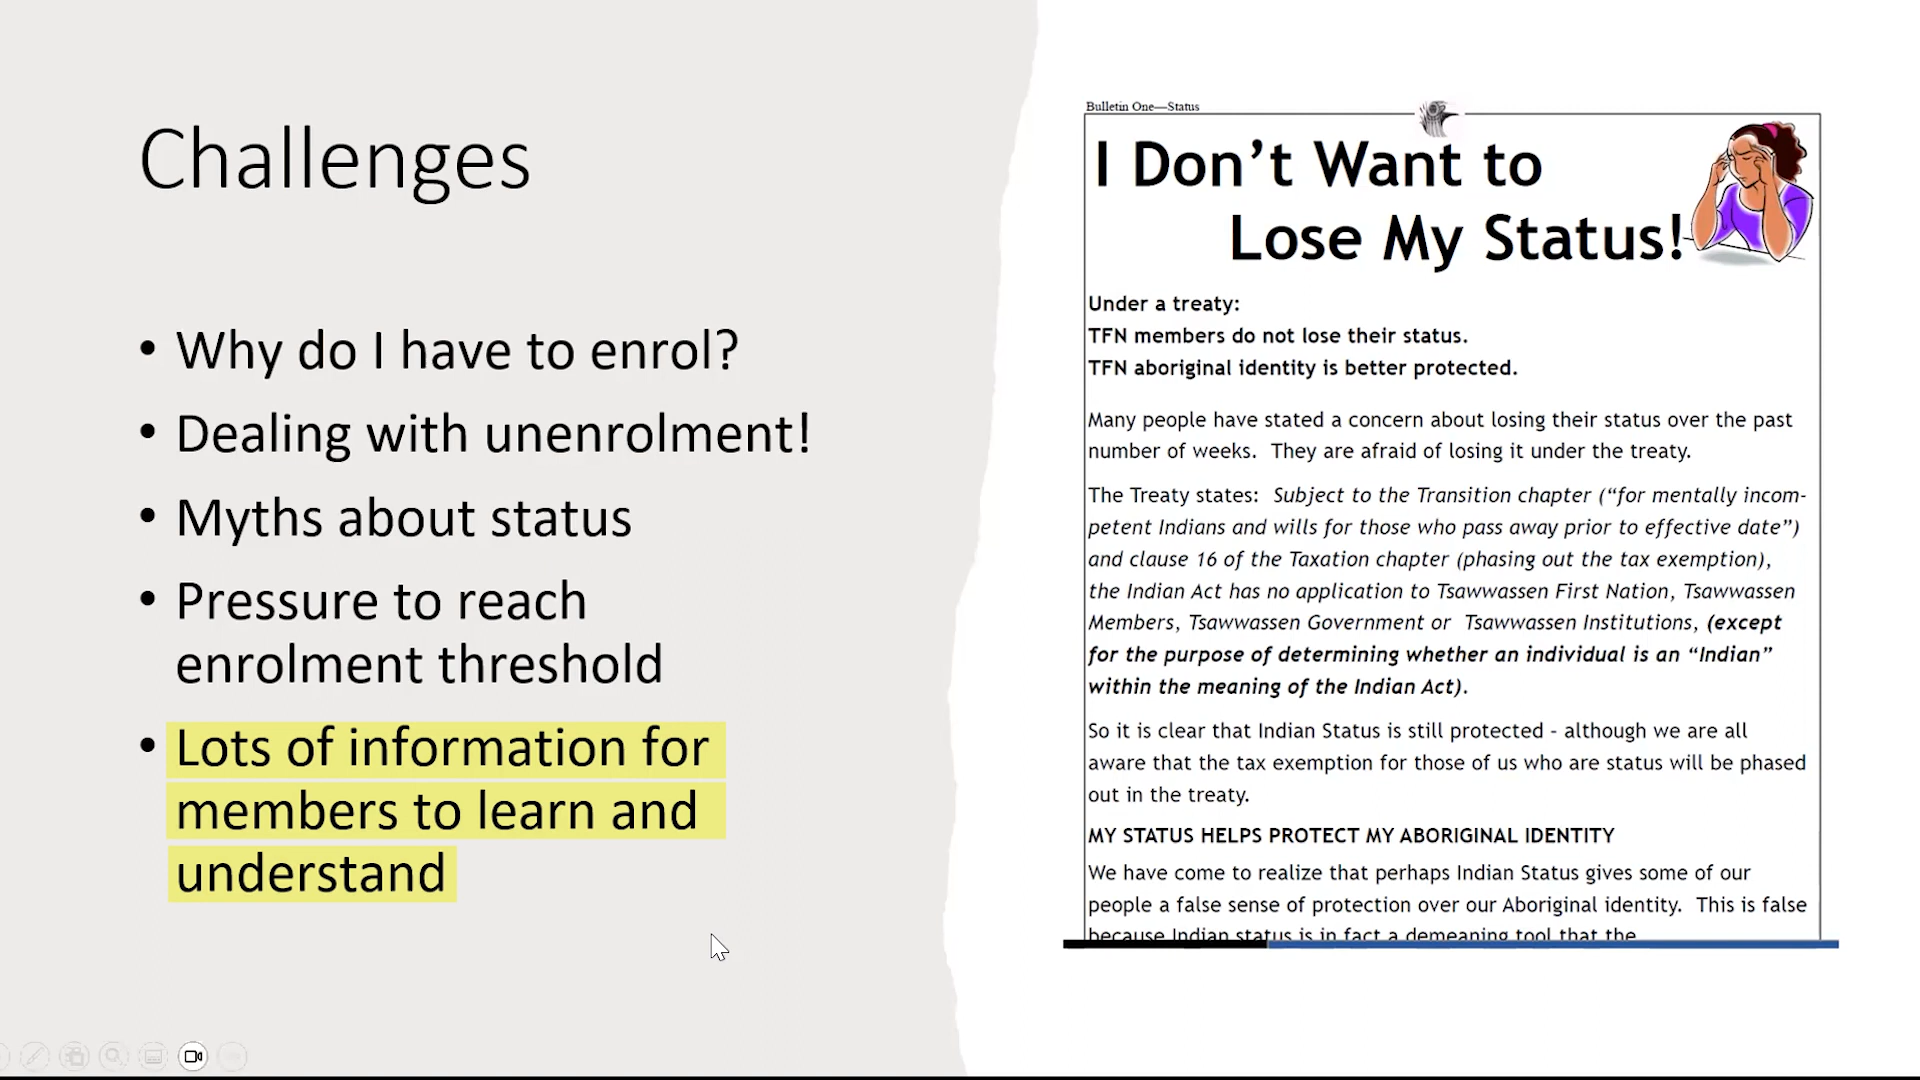 Challenges
• Why do I have to enrol?
• Dealing with unenrolment!
• Myths about status
• Pressure to reach
enrolment threshold
• Lots of information for
members to learn and
understand
Bulletin One—Status
I Don’t Want to
Lose My Status!
Under a treaty:
TFN members do not lose their status.
TFN aboriginal identity is better protected.
Many people have stated a concern about losing their status over the past
number of weeks.  They are afraid of losing it under the treaty.
The Treaty states:  Subject to the Transition chapter (“for mentally incom-
petent Indians and wills for those who pass away prior to effective date”)
and clause 16 of the Taxation chapter (phasing out the tax exemption),
the Indian Act has no application to Tsawwassen First Nation, Tsawwassen
Members, Tsawwassen Government or  Tsawwassen Institutions, (except
for the purpose of determining whether an individual is an “Indian”
within the meaning of the Indian Act).
So it is clear that Indian Status is still protected - although we are all
aware that the tax exemption for those of us who are status will be phased
out in the treaty.
MY STATUS HELPS PROTECT MY ABORIGINAL IDENTITY
We have come to realize that perhaps Indian Status gives some of our
people a false sense of protection over our Aboriginal identity.  This is false
because Indian status is in fact a demeaning tool that the